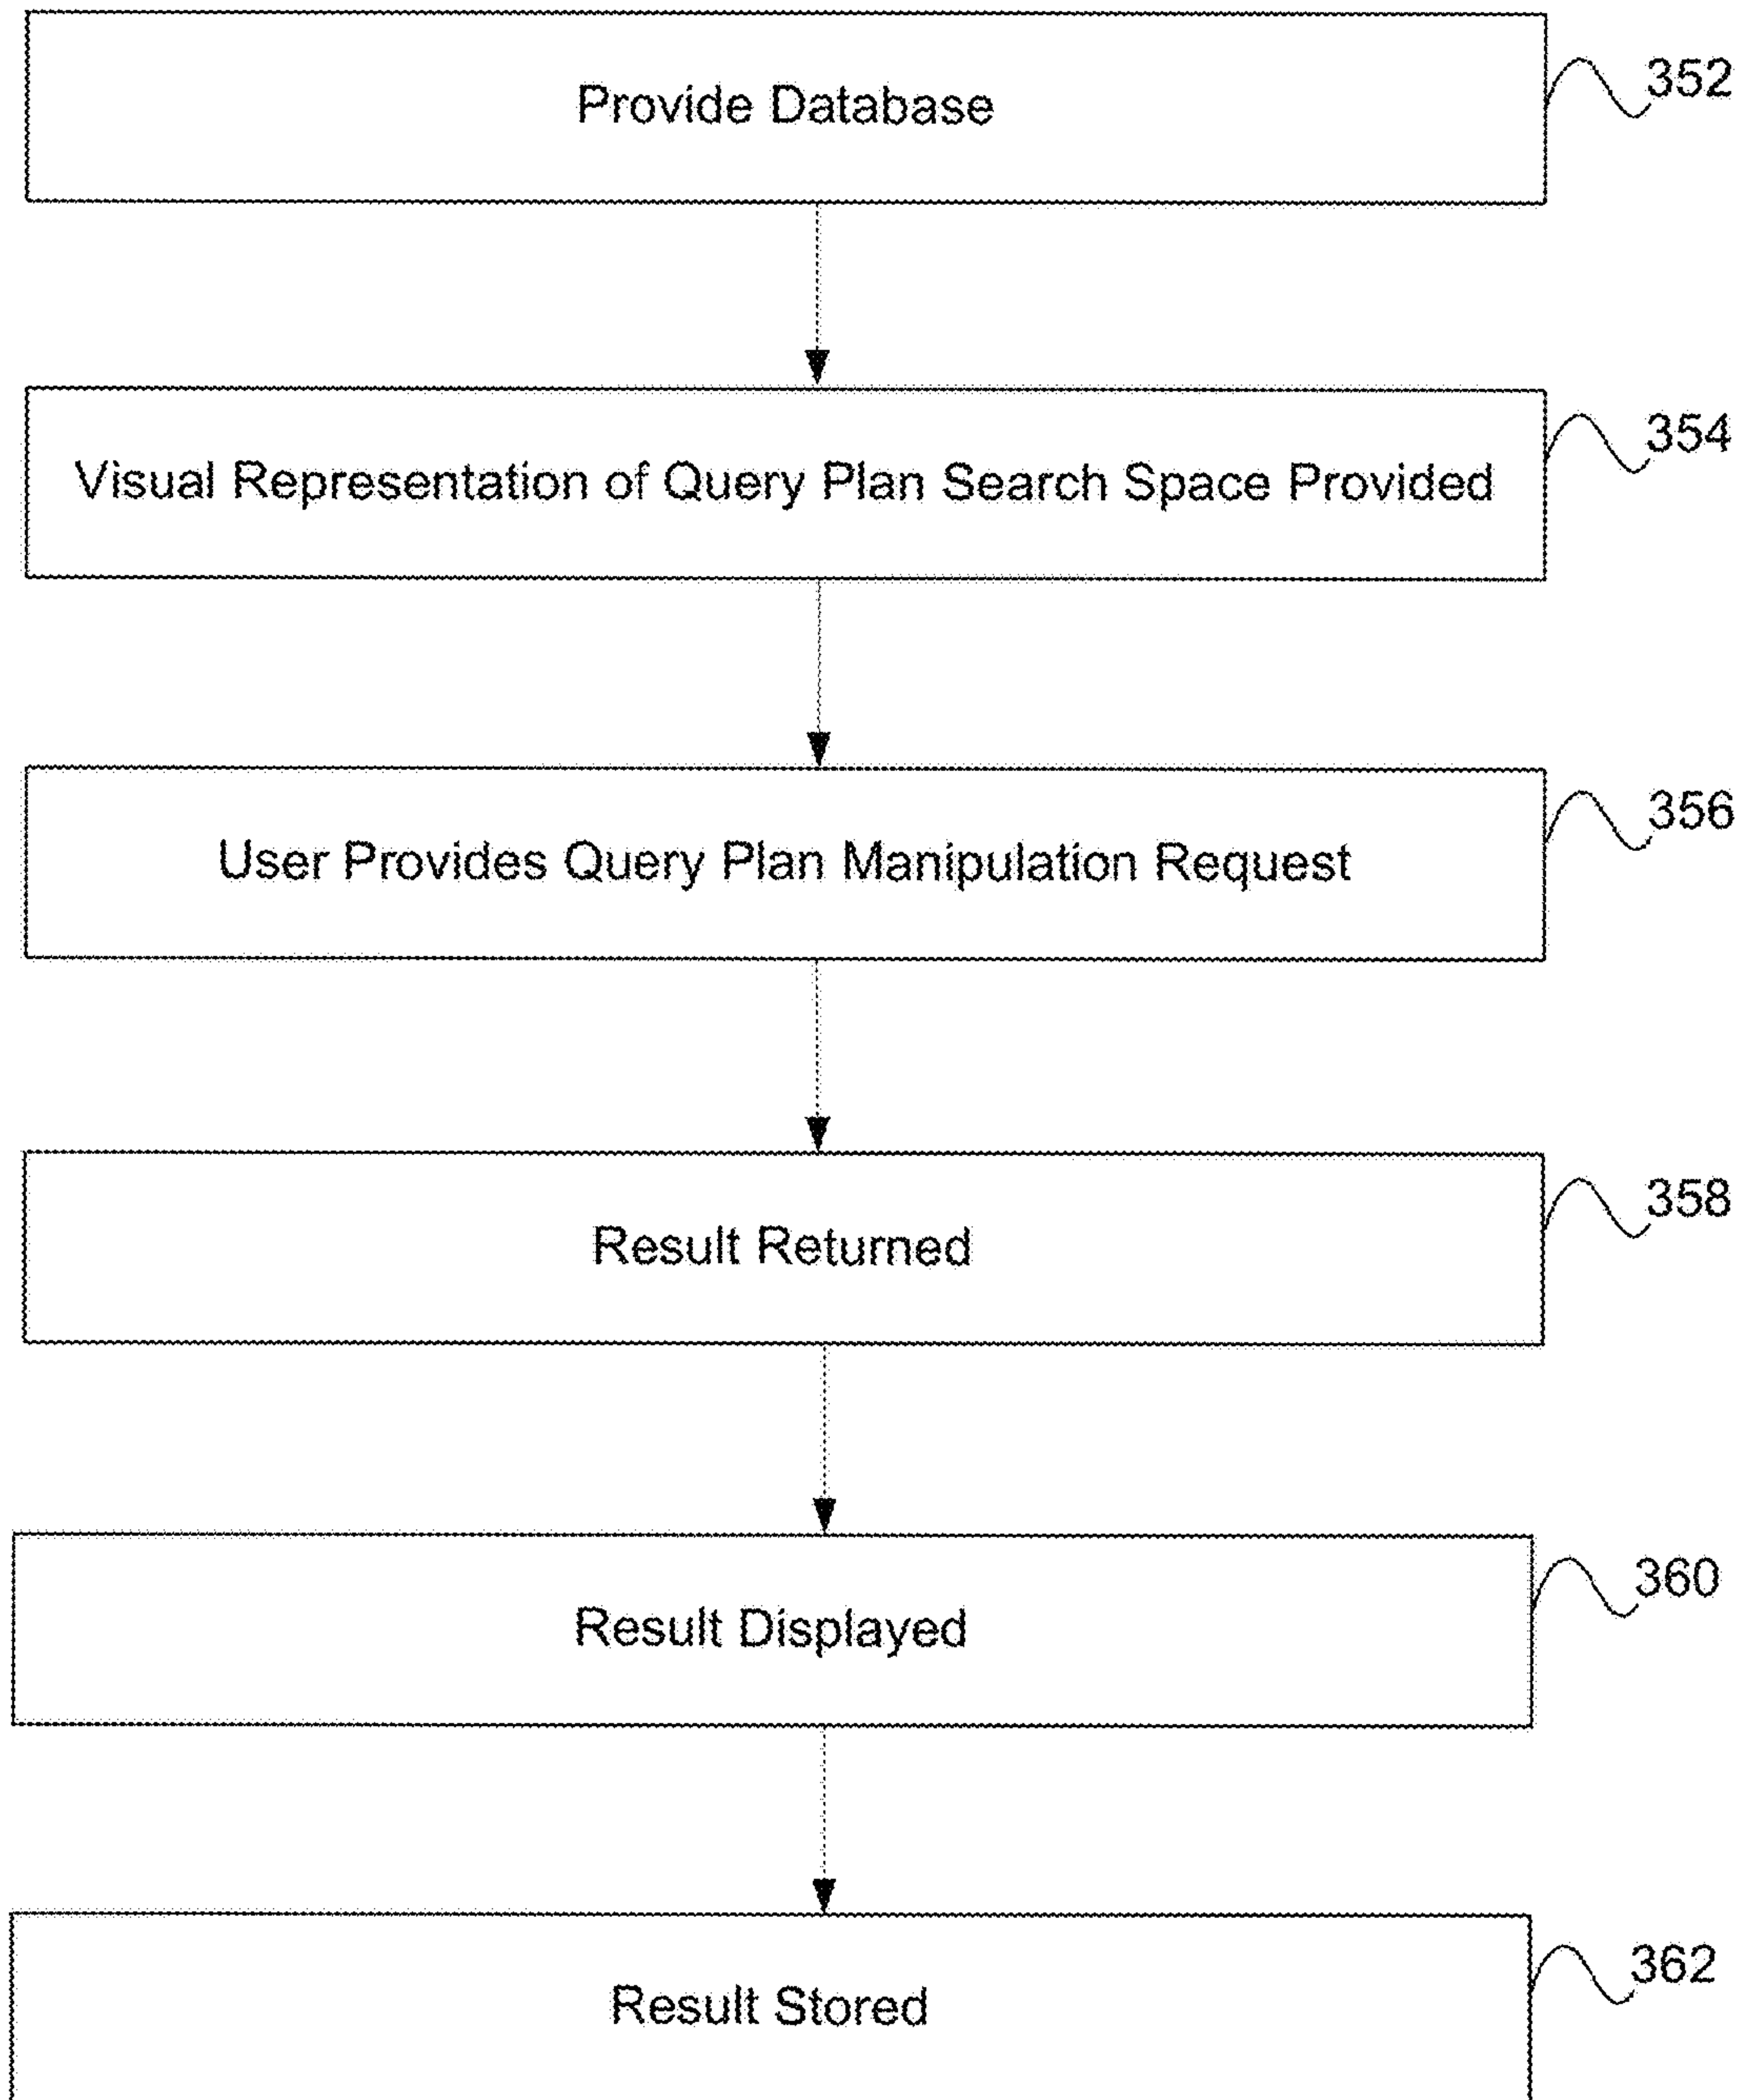 Provide Database
352
Visual Representation of Query Plan Search Space Provided
354
User Provides Query Plan Manipulation Request
356
Result Returned
358
Result Displayed
360
Result Stored
362